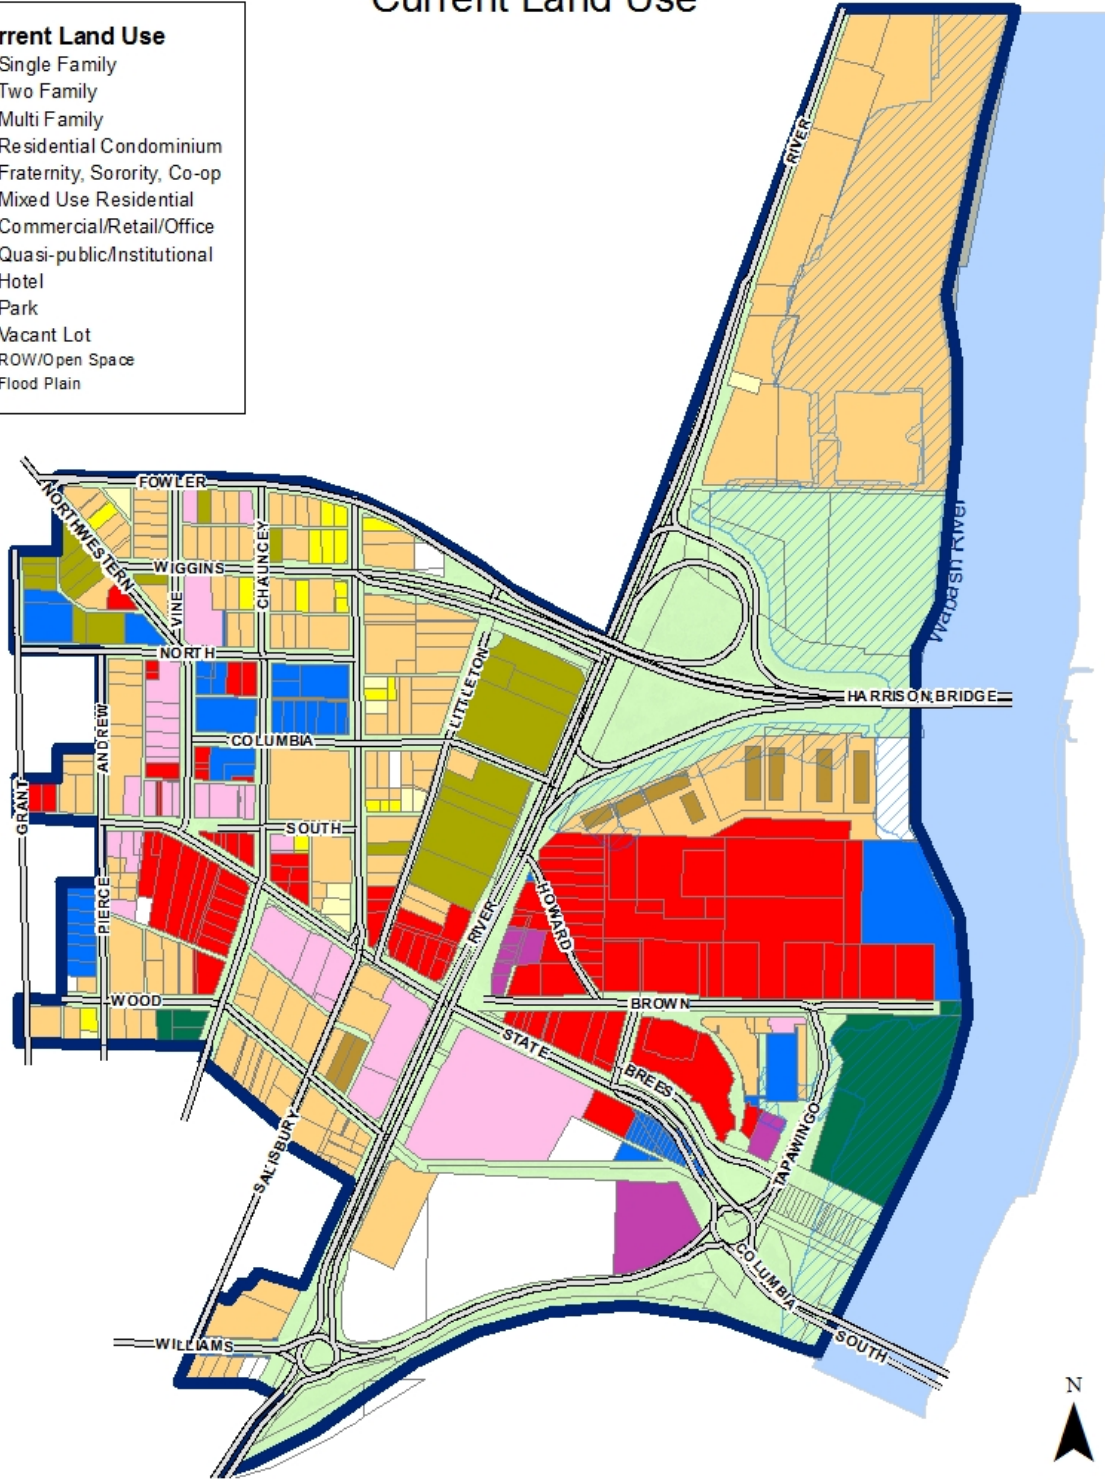 Current Land Use
rrent Land Use
Single Family
Two Family
Multi Family
Residential Condominium
Fraternity, Sorority, Co-op
Mixed Use Residential
Commercial/Retail/Office
Quasi-public/Institutional
Hotel
Park
Vacant Lot
ROW/Open Space
Flood Plain
RIVER
FOWLER
NORTHWESTERN
CHAUNCEY
WIGGINS
VINE
Wabash River
NORTH
LITTLETON
HARRISON BRIDGE
ANDREW
COLUMBIA
GRANT
SOUTH
PIERCE
HOWARD
RIVER
WOOD
BROWN
STATE
BREES
TAPAWINGO
SALISBURY
COLUMBIA
WILLIAMS
SOUTH
N